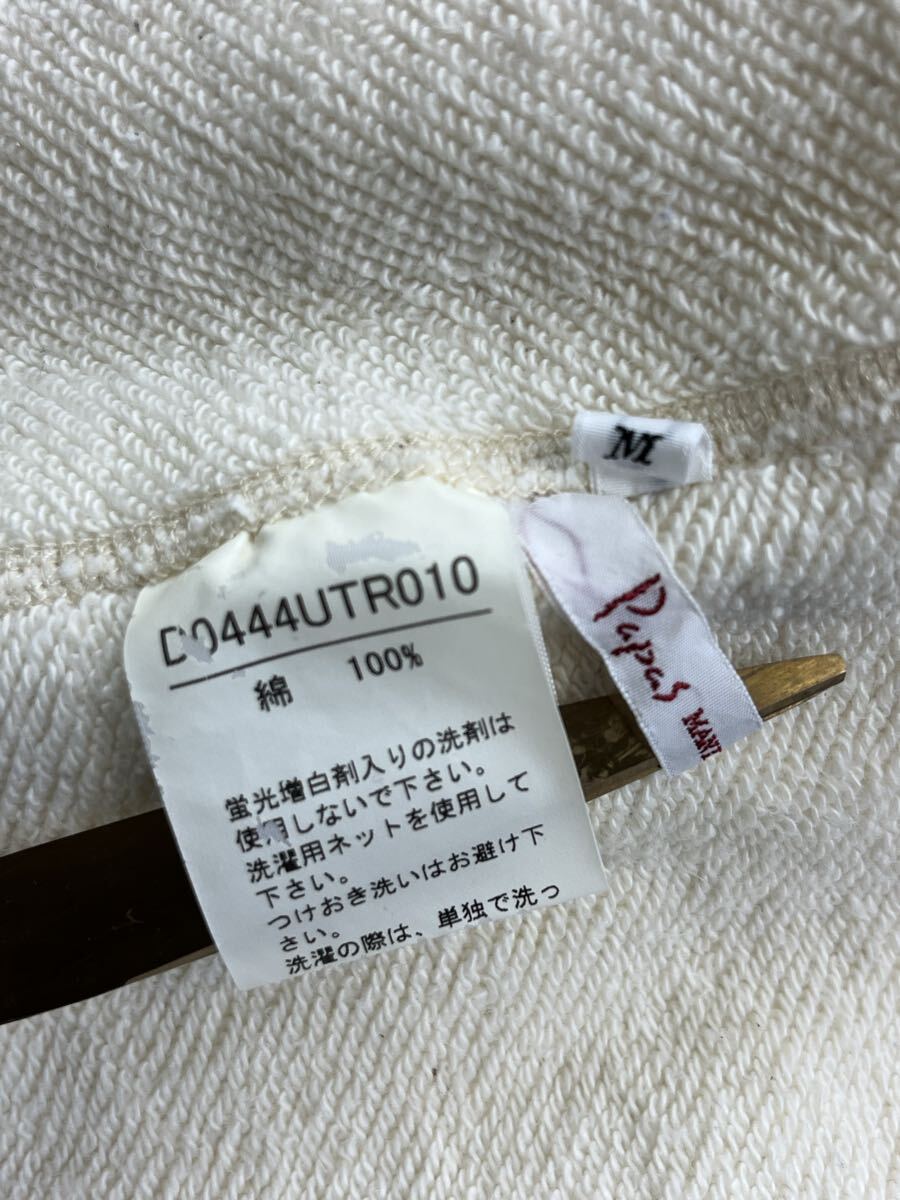 M
Papas
D0444UTR010
綿 100%
蛍光増白剤入りの洗剤は
使用しないで下さい。
洗濯用ネットを使用して
下さい。
つけおき洗いはお避け下
さい。
洗濯の際は、単独で洗っ